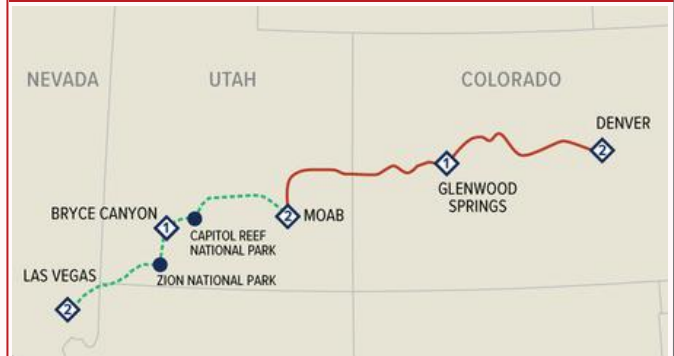 NEVADA
UTAH
COLORADO
DENVER
2
1
GLENWOOD
SPRINGS
BRYCE CANYON
1
2
MOAB
CAPITOL REEF
NATIONAL PARK
LAS VEGAS
ZION NATIONAL PARK
2